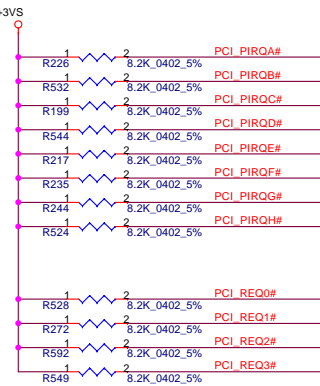 +3VS
1 2 PCI_PIRQA#
R226 8.2K_0402_5%
1 2 PCI_PIRQB#
R532 8.2K_0402_5%
1 2 PCI_PIRQC#
R199 8.2K_0402_5%
1 2 PCI_PIRQD#
R544 8.2K_0402_5%
1 2 PCI_PIRQE#
R217 8.2K_0402_5%
1 2 PCI_PIRQF#
R235 8.2K_0402_5%
1 2 PCI_PIRQG#
R244 8.2K_0402_5%
1 2 PCI_PIRQH#
R524 8.2K_0402_5%
1 2 PCI_REQ0#
R528 8.2K_0402_5%
1 2 PCI_REQ1#
R272 8.2K_0402_5%
1 2 PCI_REQ2#
R592 8.2K_0402_5%
1 2 PCI_REQ3#
R549 8.2K_0402_5%